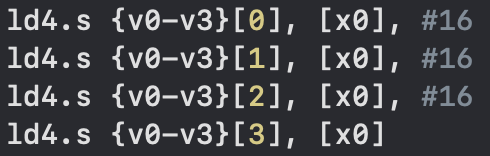 ld4.s {v0-v3}[0], [x0], #16
ld4.s {v0-v3}[1], [x0], #16
ld4.s {v0-v3}[2], [x0], #16
ld4.s {v0-v3}[3], [x0]